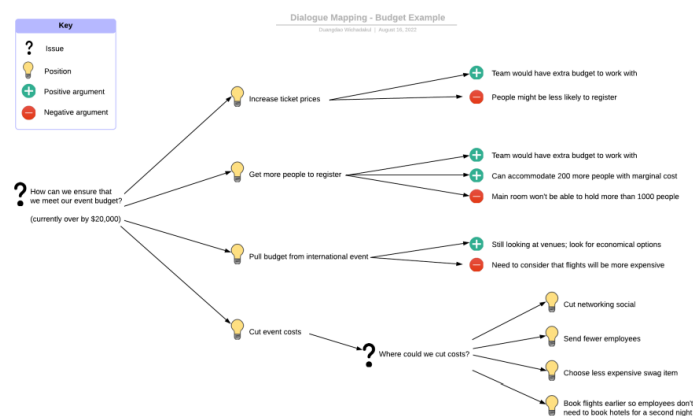 Dialogue Mapping - Budget Example
Duangdao Wichadakul | August 16, 2022
Key
Issue
Position
Positive argument
Negative argument
How can we ensure that
we meet our event budget?
(currently over by $20,000)
Increase ticket prices
Team would have extra budget to work with
People might be less likely to register
Get more people to register
Team would have extra budget to work with
Can accommodate 200 more people with marginal cost
Main room won't be able to hold more than 1000 people
Pull budget from international event
Still looking at venues; look for economical options
Need to consider that flights will be more expensive
Cut event costs
Where could we cut costs?
Cut networking social
Send fewer employees
Choose less expensive swag item
Book flights earlier so employees don't
need to book hotels for a second night